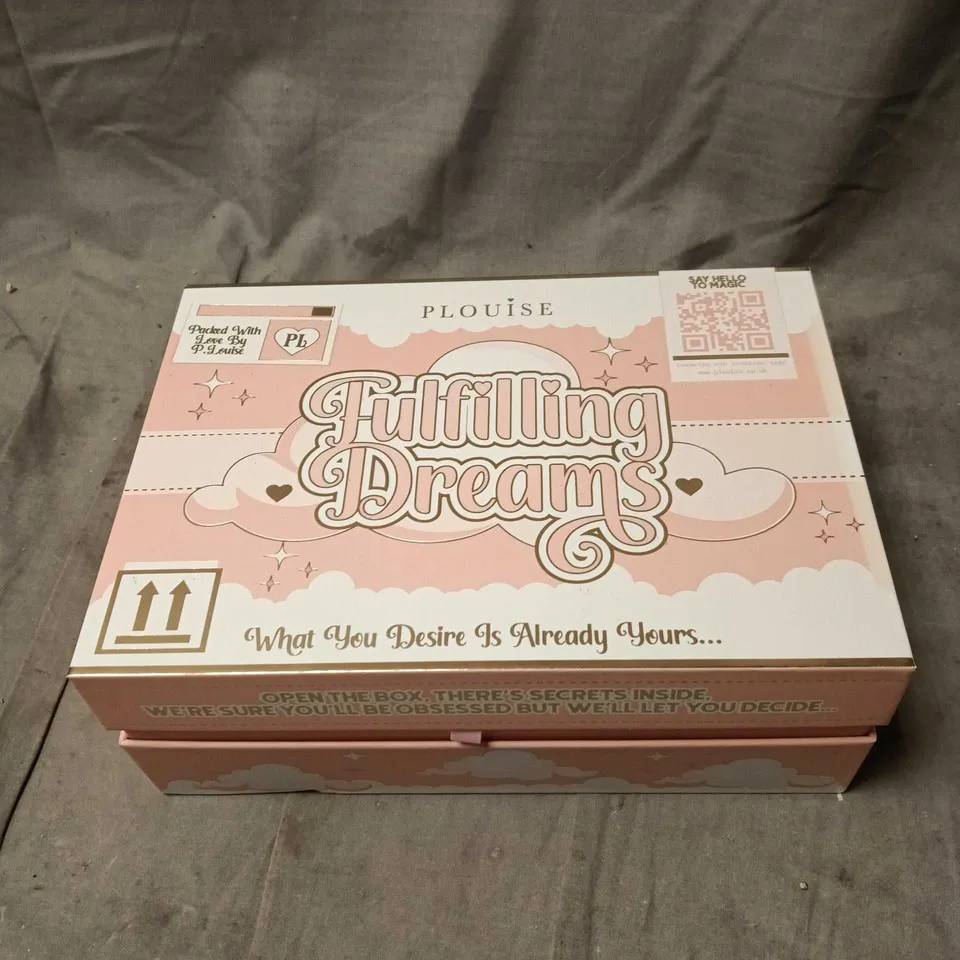 PLOUISE
SAY HELLO
TO MAGIC
Packed With
Love By
P.Louise
PL
Fulfilling
Dreams
What You Desire Is Already Yours...
OPEN THE BOX, THERE'S SECRETS INSIDE,
WE'RE SURE YOU'LL BE OBSESSED BUT WE'LL LET YOU DECIDE...